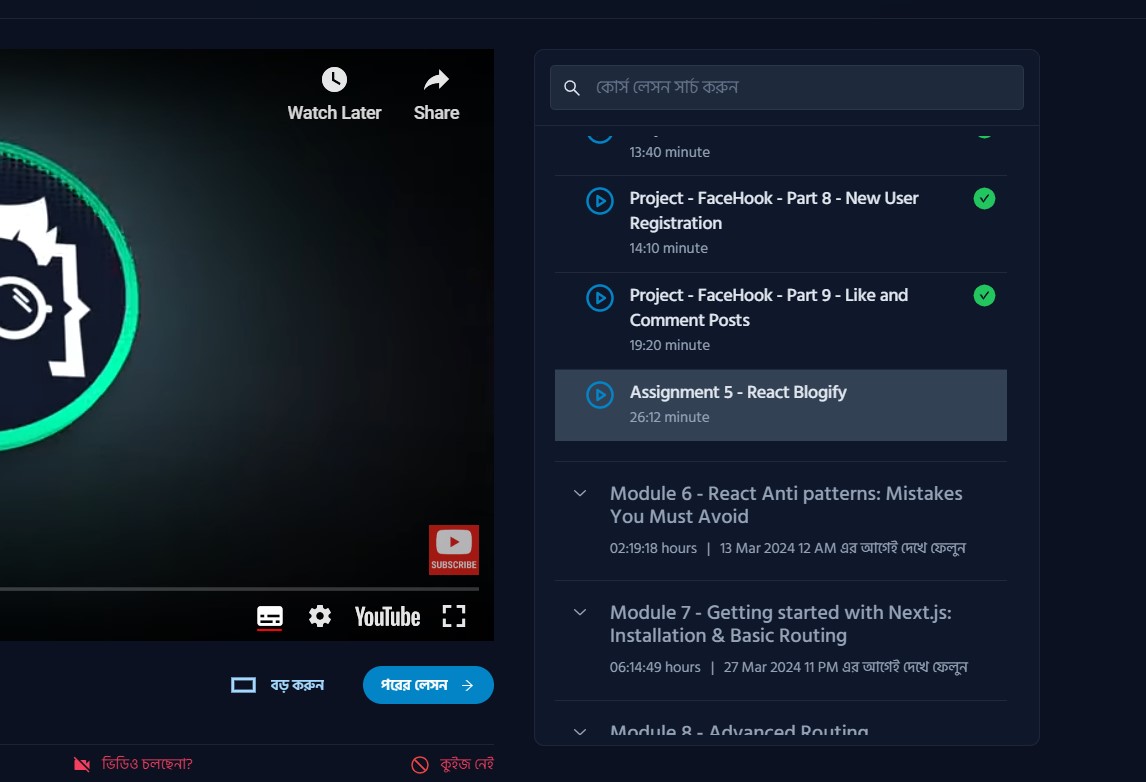 Watch Later
Share
SUBSCRIBE
YouTube
বড় করুন
পরের লেসন
ভিডিও চলছেনা?
কুইজ নেই
কোর্স লেসন সার্চ করুন
13:40 minute
Project - FaceHook - Part 8 - New User
Registration
14:10 minute
Project - FaceHook - Part 9 - Like and
Comment Posts
19:20 minute
Assignment 5 - React Blogify
26:12 minute
Module 6 - React Anti patterns: Mistakes
You Must Avoid
02:19:18 hours | 13 Mar 2024 12 AM এর আগেই দেখে ফেলুন
Module 7 - Getting started with Next.js:
Installation & Basic Routing
06:14:49 hours | 27 Mar 2024 11 PM এর আগেই দেখে ফেলুন
Module 8 - Advanced Routing